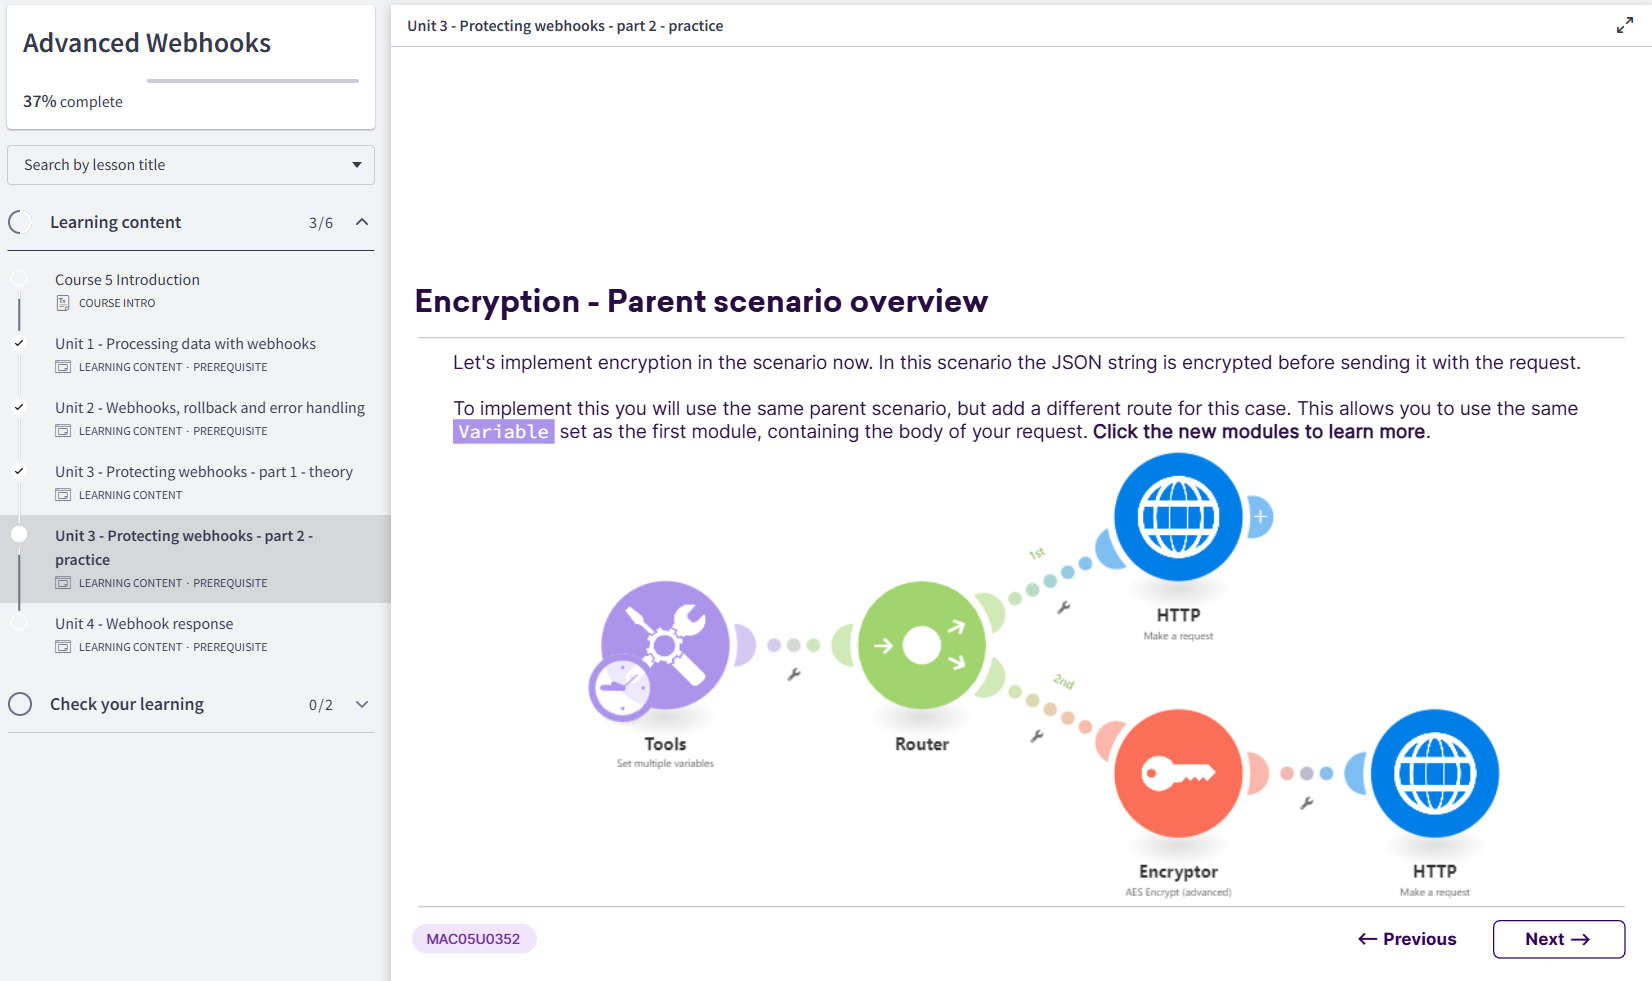 Advanced Webhooks
37% complete
Search by lesson title
Learning content 3/6
Course 5 Introduction
COURSE INTRO
Unit 1 - Processing data with webhooks
LEARNING CONTENT · PREREQUISITE
Unit 2 - Webhooks, rollback and error handling
LEARNING CONTENT · PREREQUISITE
Unit 3 - Protecting webhooks - part 1 - theory
LEARNING CONTENT
Unit 3 - Protecting webhooks - part 2 -
practice
LEARNING CONTENT · PREREQUISITE
Unit 4 - Webhook response
LEARNING CONTENT · PREREQUISITE
Check your learning 0/2
Unit 3 - Protecting webhooks - part 2 - practice
Encryption - Parent scenario overview
Let's implement encryption in the scenario now. In this scenario the JSON string is encrypted before sending it with the request.
To implement this you will use the same parent scenario, but add a different route for this case. This allows you to use the same
Variable set as the first module, containing the body of your request. Click the new modules to learn more.
1st
HTTP
Make a request
2nd
Tools
Set multiple variables
Router
Encryptor
AES Encrypt (advanced)
HTTP
Make a request
MAC05U0352
← Previous
Next →